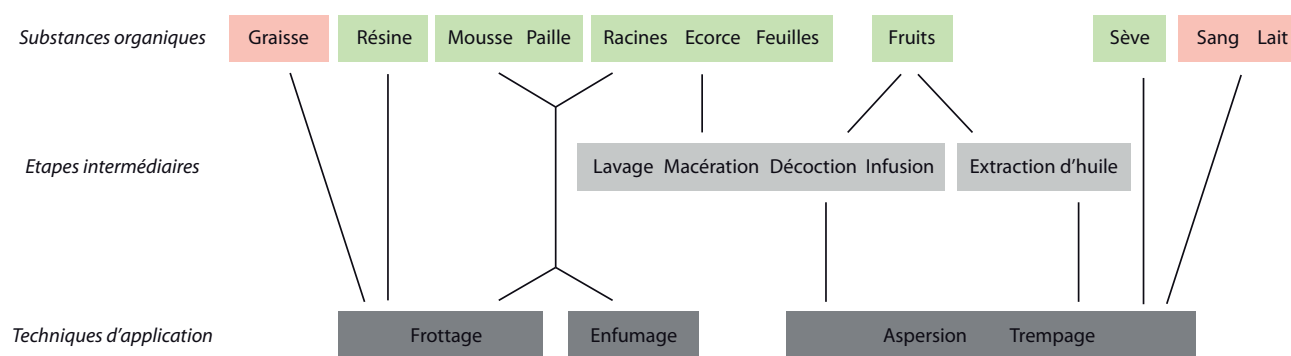 Substances organiques Graisse Résine Mousse Paille Racines Ecorce Feuilles Fruits Sève Sang Lait
Etapes intermédiaires Lavage Macération Décoction Infusion Extraction d’huile
Techniques d’application Frottage Enfumage Aspersion Trempage